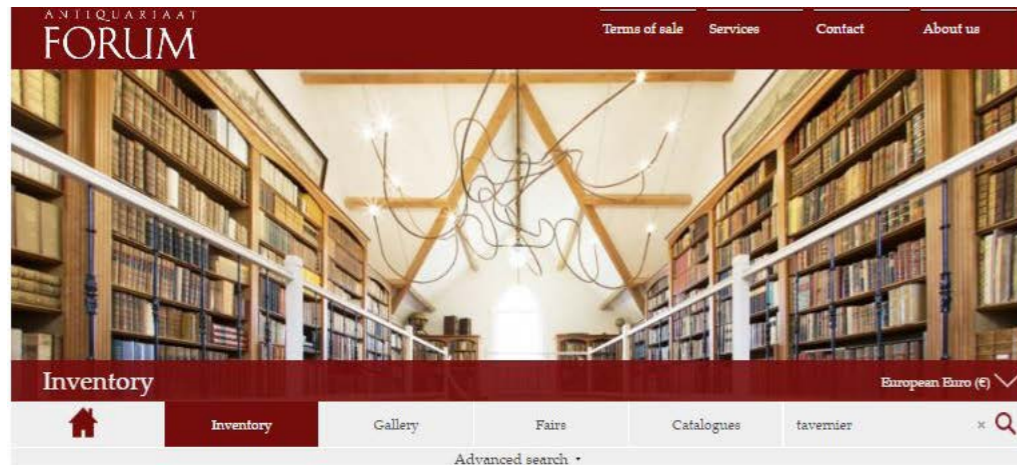 ANTIQUARIAAT
FORUM
Terms of sale Services Contact About us
Inventory
European Euro (€)
Inventory Gallery Fairs Catalogues tavernier ×
Advanced search